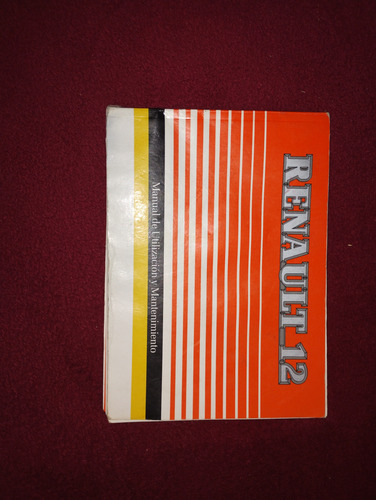 RENAULT 12
Manual de Utilización y Mantenimiento